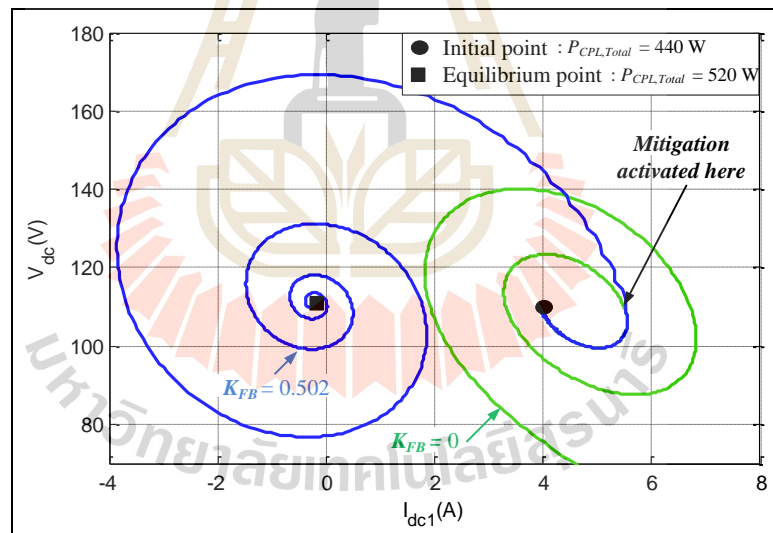 180
160
140
120
100
80
V_dc(V)
-4 -2 0 2 4 6 8
I_dc1(A)
Initial point : P_CPL,Total = 440 W
Equilibrium point : P_CPL,Total = 520 W
Mitigation
activated here
K_FB = 0.502
K_FB = 0
มหาวิทยาลัยเทคโนโลยีสุรนารี